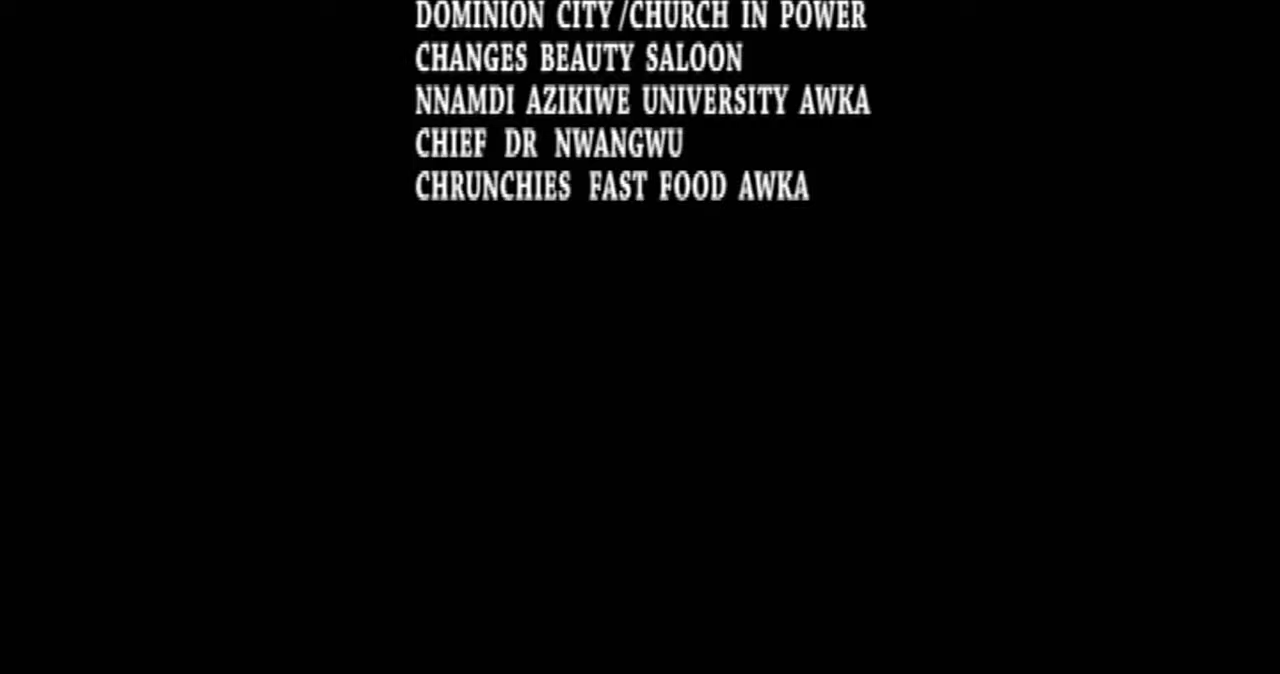 DOMINION CITY /CHURCH IN POWER
CHANGES BEAUTY SALOON
NNAMDI AZIKIWE UNIVERSITY AWKA
CHIEF DR NWANGWU
CHRUNCHIES FAST FOOD AWKA